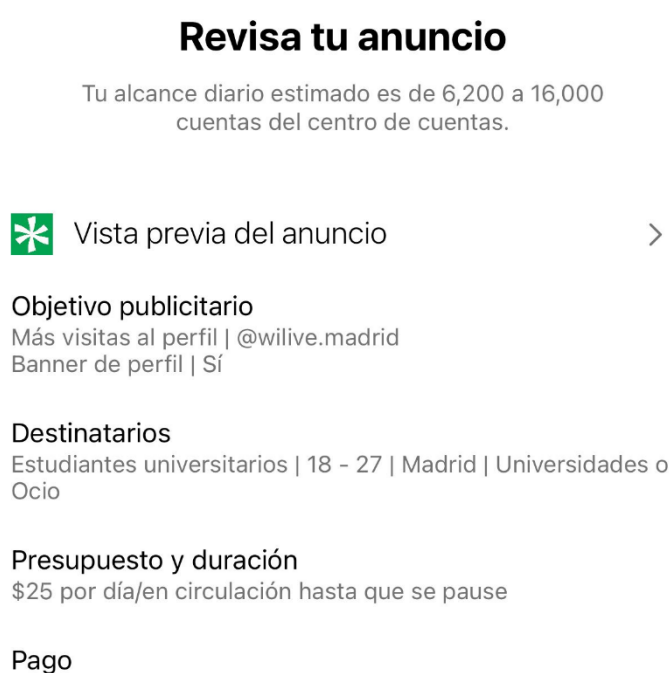 Revisa tu anuncio
Tu alcance diario estimado es de 6,200 a 16,000
cuentas del centro de cuentas.
Vista previa del anuncio
Objetivo publicitario
Más visitas al perfil | @wilive.madrid
Banner de perfil | Sí
Destinatarios
Estudiantes universitarios | 18 - 27 | Madrid | Universidades o
Ocio
Presupuesto y duración
$25 por día/en circulación hasta que se pause
Pago